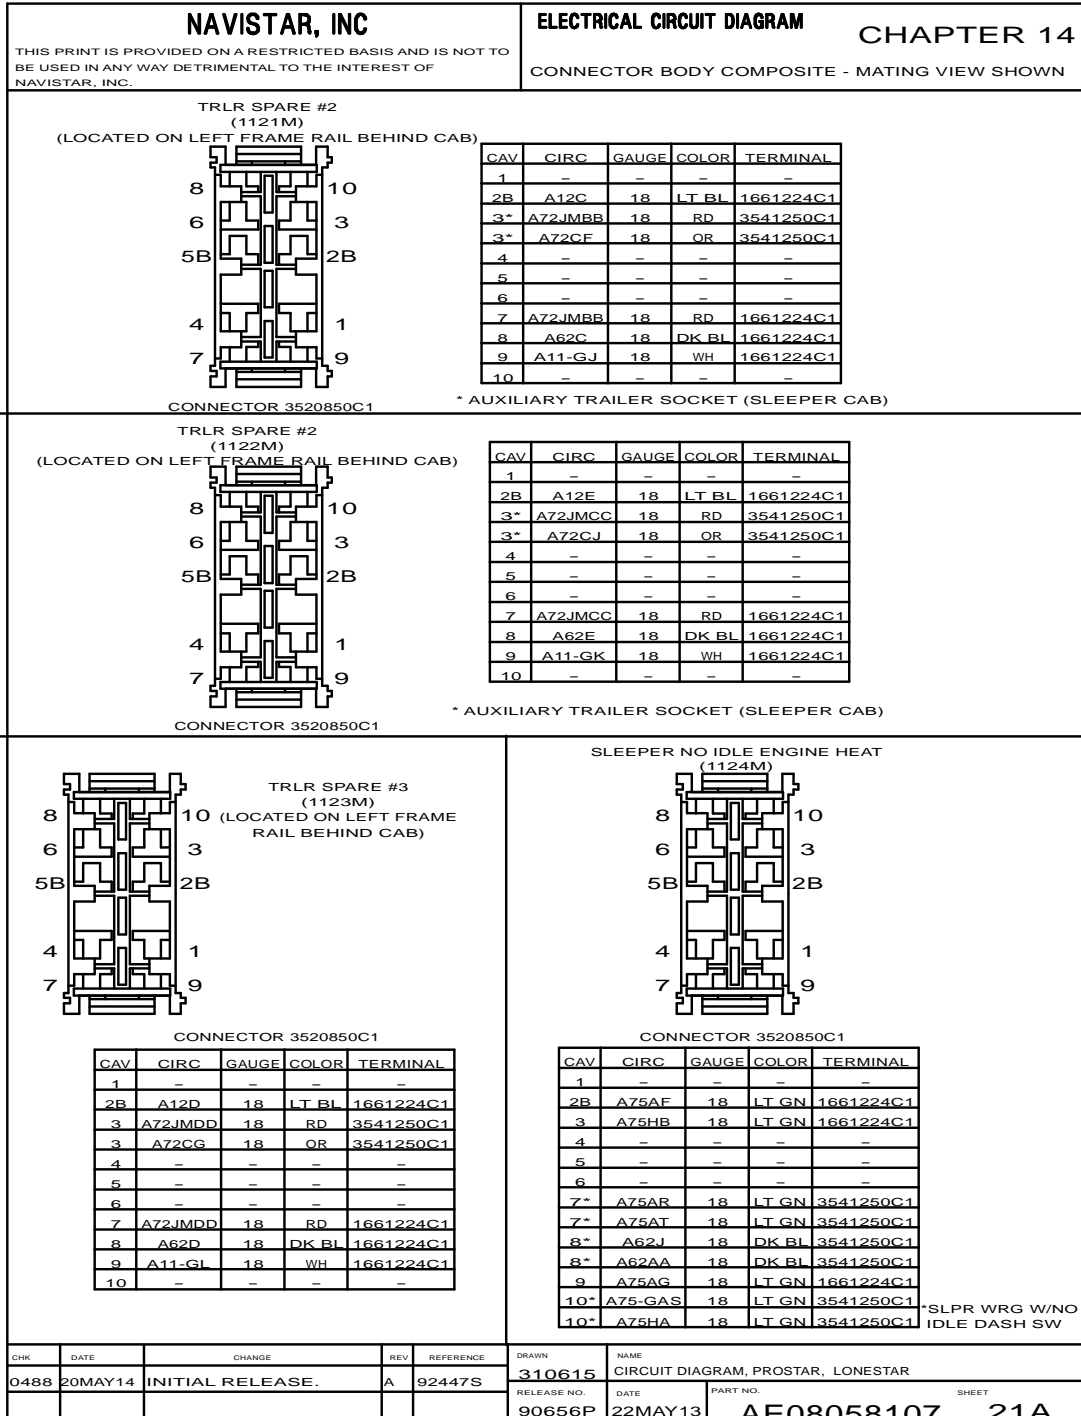 NAVISTAR, INC
THIS PRINT IS PROVIDED ON A RESTRICTED BASIS AND IS NOT TO
BE USED IN ANY WAY DETRIMENTAL TO THE INTEREST OF
NAVISTAR, INC.
ELECTRICAL CIRCUIT DIAGRAM
CHAPTER 14
CONNECTOR BODY COMPOSITE - MATING VIEW SHOWN
TRLR SPARE #2
(1121M)
(LOCATED ON LEFT FRAME RAIL BEHIND CAB)
8 10
6 3
5B 2B
4 1
7 9
CONNECTOR 3520850C1
CAV CIRC GAUGE COLOR TERMINAL
1 – – – –
2B A12C 18 LT BL 1661224C1
3* A72JMBB 18 RD 3541250C1
3* A72CF 18 OR 3541250C1
4 – – – –
5 – – – –
6 – – – –
7 A72JMBB 18 RD 1661224C1
8 A62C 18 DK BL 1661224C1
9 A11-GJ 18 WH 1661224C1
10 – – – –
* AUXILIARY TRAILER SOCKET (SLEEPER CAB)
TRLR SPARE #2
(1122M)
(LOCATED ON LEFT FRAME RAIL BEHIND CAB)
8 10
6 3
5B 2B
4 1
7 9
CONNECTOR 3520850C1
CAV CIRC GAUGE COLOR TERMINAL
1 – – – –
2B A12E 18 LT BL 1661224C1
3* A72JMCC 18 RD 3541250C1
3* A72CJ 18 OR 3541250C1
4 – – – –
5 – – – –
6 – – – –
7 A72JMCC 18 RD 1661224C1
8 A62E 18 DK BL 1661224C1
9 A11-GK 18 WH 1661224C1
10 – – – –
* AUXILIARY TRAILER SOCKET (SLEEPER CAB)
TRLR SPARE #3
(1123M)
(LOCATED ON LEFT FRAME
RAIL BEHIND CAB)
8 10
6 3
5B 2B
4 1
7 9
CONNECTOR 3520850C1
CAV CIRC GAUGE COLOR TERMINAL
1 – – – –
2B A12D 18 LT BL 1661224C1
3 A72JMDD 18 RD 3541250C1
3 A72CG 18 OR 3541250C1
4 – – – –
5 – – – –
6 – – – –
7 A72JMDD 18 RD 1661224C1
8 A62D 18 DK BL 1661224C1
9 A11-GL 18 WH 1661224C1
10 – – – –
SLEEPER NO IDLE ENGINE HEAT
(1124M)
8 10
6 3
5B 2B
4 1
7 9
CONNECTOR 3520850C1
CAV CIRC GAUGE COLOR TERMINAL
1 – – – –
2B A75AF 18 LT GN 1661224C1
3 A75HB 18 LT GN 1661224C1
4 – – – –
5 – – – –
6 – – – –
7* A75AR 18 LT GN 3541250C1
7* A75AT 18 LT GN 3541250C1
8* A62J 18 DK BL 3541250C1
8* A62AA 18 DK BL 3541250C1
9 A75AG 18 LT GN 1661224C1
10* A75-GAS 18 LT GN 3541250C1
10* A75HA 18 LT GN 3541250C1
*SLPR WRG W/NO
IDLE DASH SW
CHK DATE CHANGE REV REFERENCE
0488 20MAY14 INITIAL RELEASE. A 92447S
DRAWN
310615
NAME
CIRCUIT DIAGRAM, PROSTAR, LONESTAR
RELEASE NO.
90656P
DATE
22MAY13
PART NO.
AF08058107
SHEET
21A